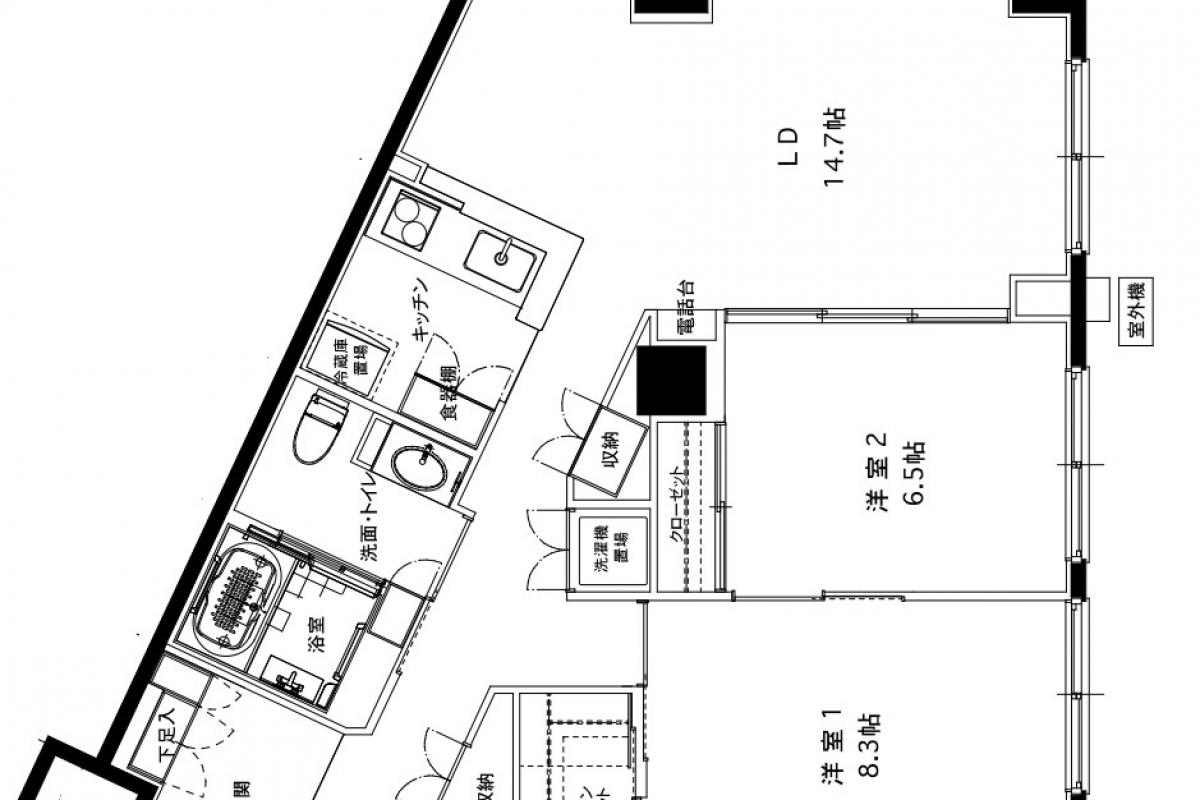 LD
14.7帖
室外機
キッチン
電話台
冷蔵庫
置場
食器棚
収納
洋室2
6.5帖
クローゼット
洗面・トイレ
洗濯機
置場
浴室
下足入
洋室1
8.3帖
関
収納